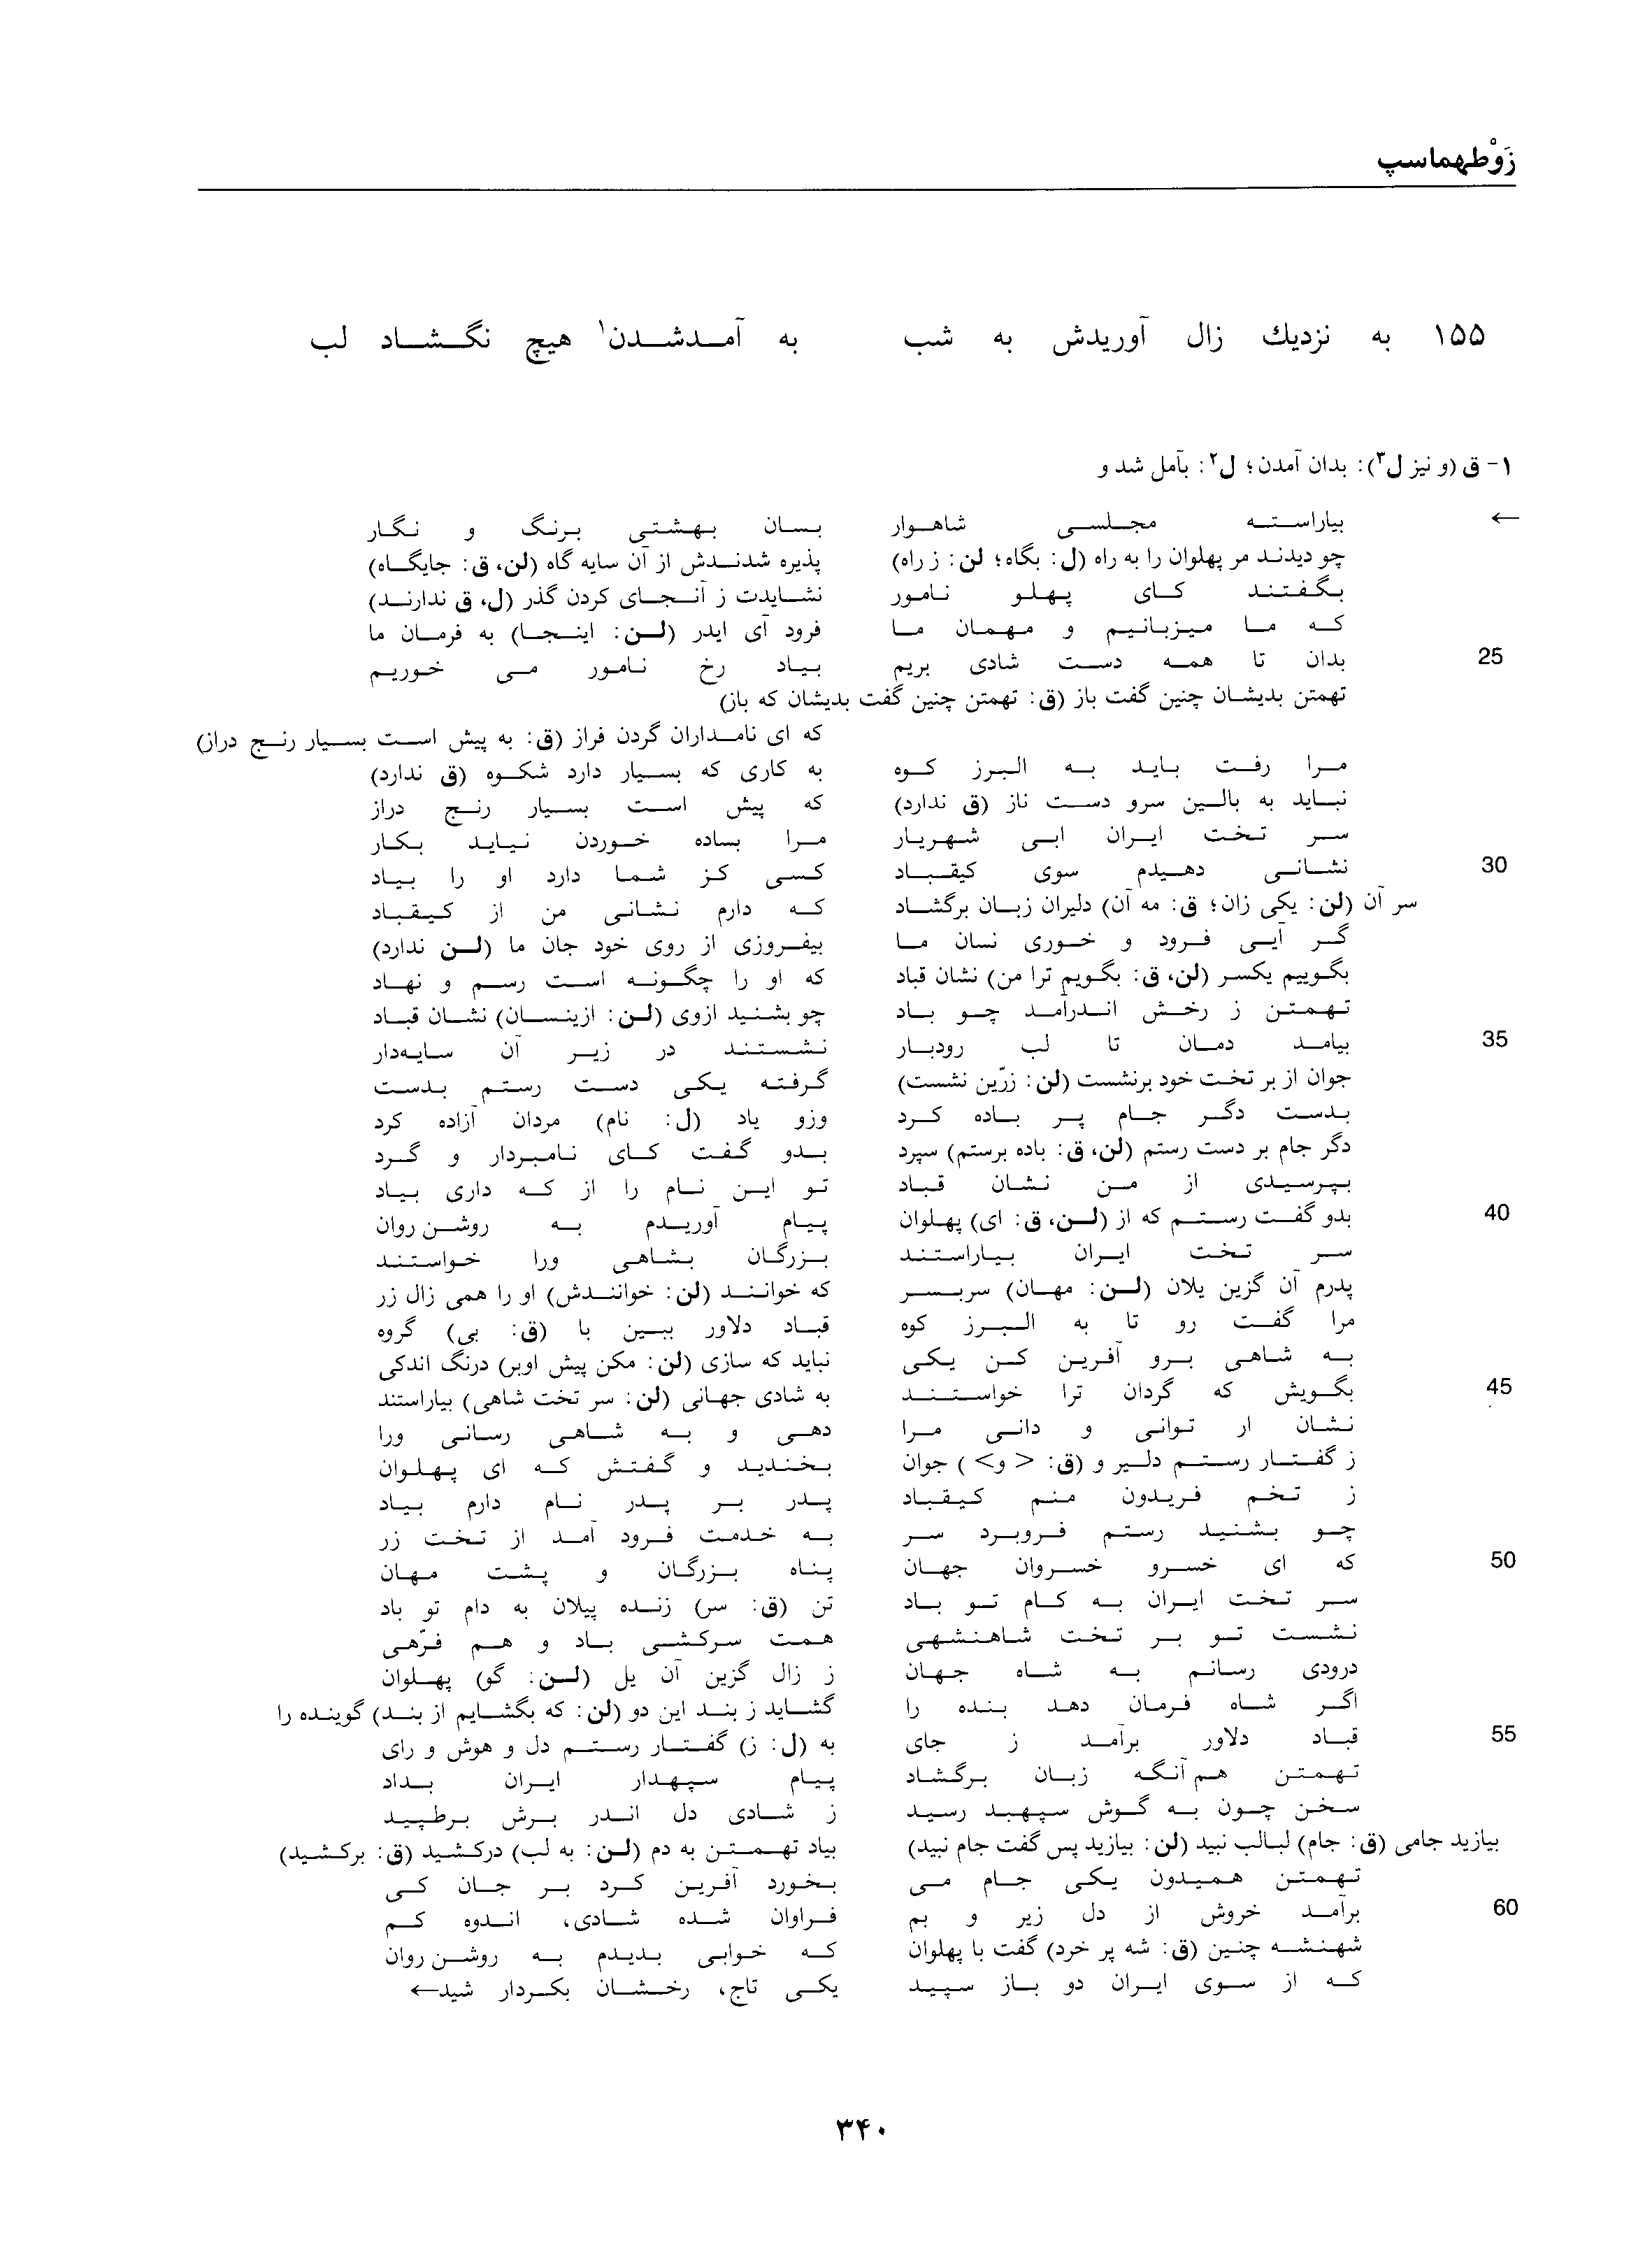 زَوْطهماسپ
۱۵۵ به نزدیك زال آوریدش به شب به آمدشدن۱ هیچ نگشاد لب
۱- ق (و نیز ل۳): بدان آمدن؛ ل۲: بآمل شد و
← بیاراسته مجلسی شاهوار بسان بهشتی برنگ و نگار
چو دیدند مر پهلوان را به راه (ل: بگاه؛ لن: ز راه) پذیره شدندش از آن سایه گاه (لن، ق: جایگاه)
بگفتند کای پهلو نامور نشایدت ز آنجای کردن گذر (ل، ق ندارند)
که ما میزبانیم و مهمان ما فرود آی ایدر (لن: اینجا) به فرمان ما
25 بدان تا همه دست شادی بریم بیاد رخ نامور می خوریم
تهمتن بدیشان چنین گفت باز (ق: تهمتن چنین گفت بدیشان که باز)
که ای نامداران گردن فراز (ق: به پیش است بسیار رنج دراز)
مرا رفت باید به البرز کوه به کاری که بسیار دارد شکوه (ق ندارد)
نباید به بالین سرو دست ناز (ق ندارد) که پیش است بسیار رنج دراز
سر تخت ایران ابی شهریار مرا بساده خوردن نیاید بکار
30 نشانی دهیدم سوی کیقباد کسی کز شما دارد او را بیاد
سر آن (لن: یکی زان؛ ق: مه آن) دلیران زبان برگشاد که دارم نشانی من از کیقباد
گر آیی فرود و خوری نسان ما بیفروزی از روی خود جان ما (لن ندارد)
بگوییم یکسر (لن، ق: بگویم ترا من) نشان قباد که او را چگونه است رسم و نهاد
تهمتن ز رخش اندرآمد چو باد چو بشنید ازوی (لن: ازینسان) نشان قباد
35 بیامد دمان تا لب رودبار نشستند در زیر آن سایه‌دار
جوان از بر تخت خود برنشست (لن: زرّین نشست) گرفته یکی دست رستم بدست
بدست دگر جام پر باده کرد وزو یاد (ل: نام) مردان آزاده کرد
دگر جام بر دست رستم (لن، ق: باده برستم) سپرد بدو گفت کای نامبردار و گرد
بپرسیدی از من نشان قباد تو این نام را از که داری بیاد
40 بدو گفت رستم که از (لن، ق: ای) پهلوان پیام آوریدم به روشن روان
سر تخت ایران بیاراستند بزرگان بشاهی ورا خواستند
پدرم آن گزین یلان (لن: مهان) سربسر که خوانند (لن: خوانندش) او را همی زال زر
مرا گفت رو تا به البرز کوه قباد دلاور ببین با (ق: بی) گروه
به شاهی برو آفرین کن یکی نباید که سازی (لن: مکن پیش اوبر) درنگ اندکی
45 بگویش که گردان ترا خواستند به شادی جهانی (لن: سر تخت شاهی) بیاراستند
نشان ار توانی و دانی مرا دهی و به شاهی رسانی ورا
ز گفتار رستم دلیر و (ق: < و> ) جوان بخندید و گفتش که ای پهلوان
ز تخم فریدون منم کیقباد پدر بر پدر نام دارم بیاد
چو بشنید رستم فروبرد سر به خدمت فرود آمد از تخت زر
50 که ای خسرو خسروان جهان پناه بزرگان و پشت مهان
سر تخت ایران به کام تو باد تن (ق: سر) زنده پیلان به دام تو باد
نشست تو بر تخت شاهنشهی همت سرکشی باد و هم فرّهی
درودی رسانم به شاه جهان ز زال گزین آن یل (لن: گو) پهلوان
اگر شاه فرمان دهد بنده را گشاید ز بند این دو (لن: که بگشایم از بند) گوینده را
55 قباد دلاور برآمد ز جای به (ل: ز) گفتار رستم دل و هوش و رای
تهمتن هم‌آنگه زبان برگشاد پیام سپهدار ایران بداد
سخن چون به گوش سپهبد رسید ز شادی دل اندر برش برطپید
بیازید جامی (ق: جام) لبالب نبید (لن: بیازید پس گفت جام نبید) بیاد تهمتن به دم (لن: به لب) درکشید (ق: برکشید)
تهمتن همیدون یکی جام می بخورد آفرین کرد بر جان کی
60 برآمد خروش از دل زیر و بم فراوان شده شادی، اندوه کم
شهنشه چنین (ق: شه پر خرد) گفت با پهلوان که خوابی بدیدم به روشن روان
که از سوی ایران دو باز سپید یکی تاج، رخشان بکردار شید←
۳۴۰